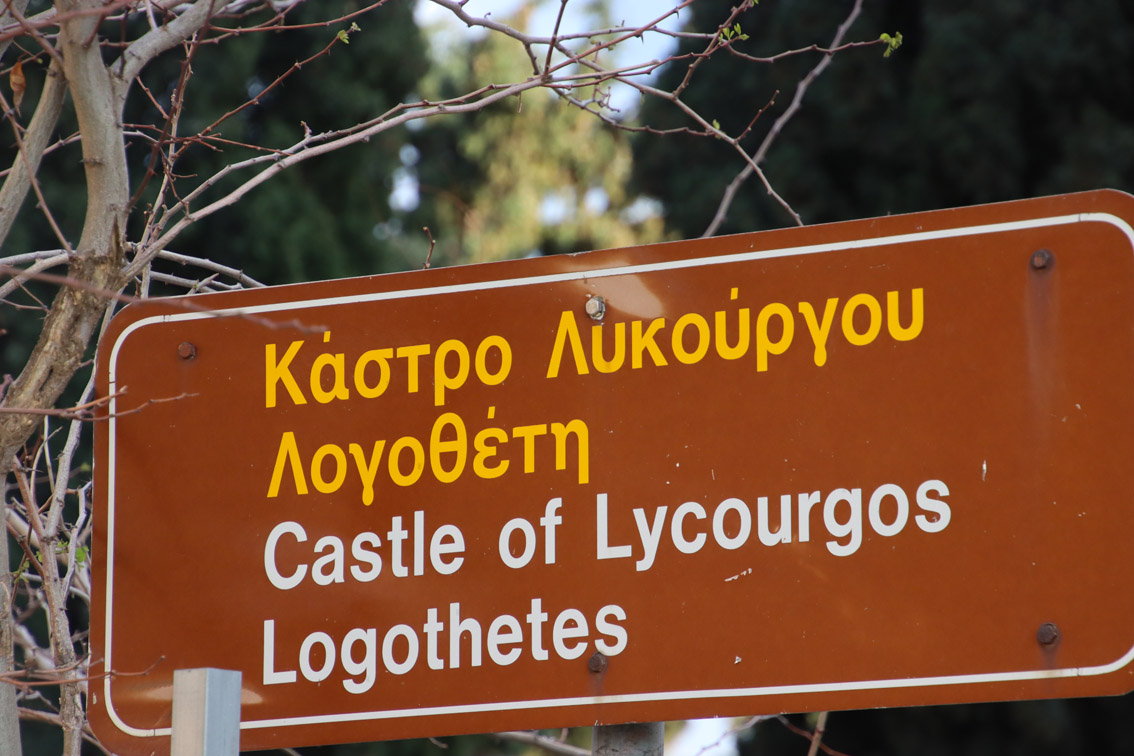 Κάστρο Λυκούργου
Λογοθέτη
Castle of Lycourgos
Logothetes